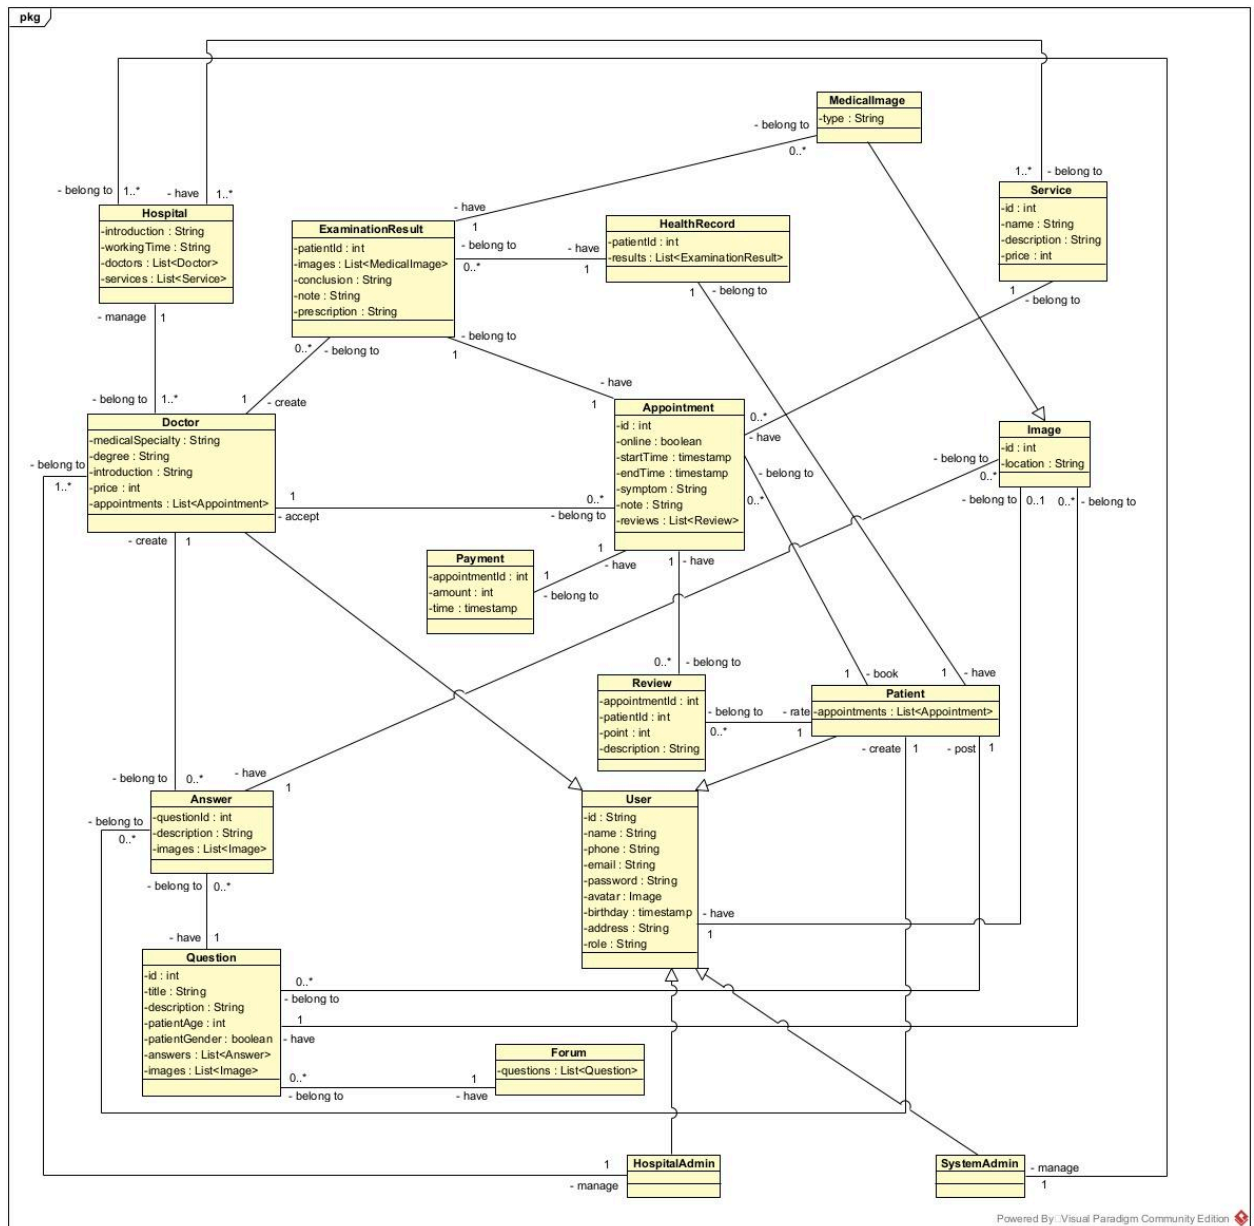 pkg
MedicalImage
-type : String
- belong to
0..*
- belong to
1..*
- have
1..*
1..*
- belong to
Service
-id : int
-name : String
-description : String
-price : int
Hospital
-introduction : String
-workingTime : String
-doctors : List<Doctor>
-services : List<Service>
- have
1
ExaminationResult
-patientId : int
-images : List<MedicalImage>
-conclusion : String
-note : String
-prescription : String
- belong to
0..*
- have
1
HealthRecord
-patientId : int
-results : List<ExaminationResult>
1
- belong to
1
- belong to
- manage
1
0..*
- belong to
- belong to
1
- have
1
- belong to
1..*
1
- create
Doctor
-medicalSpecialty : String
-degree : String
-introduction : String
-price : int
-appointments : List<Appointment>
- belong to
1..*
1
- accept
0..*
- belong to
Appointment
-id : int
-online : boolean
-startTime : timestamp
-endTime : timestamp
-symptom : String
-note : String
-reviews : List<Review>
0..*
- have
- belong to
0..*
Image
-id : int
-location : String
- belong to
0..*
- belong to
0..1
0..*
- belong to
- create
1
Payment
-appointmentId : int
-amount : int
-time : timestamp
1
- have
1
- belong to
1
- have
0..*
- belong to
1
- book
1
- have
Review
-appointmentId : int
-patientId : int
-point : int
-description : String
- belong to
0..*
- rate
1
Patient
-appointments : List<Appointment>
- create
1
- post
1
- belong to
0..*
- have
1
Answer
-questionId : int
-description : String
-images : List<Image>
- belong to
0..*
- belong to
0..*
User
-id : String
-name : String
-phone : String
-email : String
-password : String
-avatar : Image
-birthday : timestamp
-address : String
-role : String
- have
1
- have
1
Question
-id : int
-title : String
-description : String
-patientAge : int
-patientGender : boolean
-answers : List<Answer>
-images : List<Image>
0..*
- belong to
1
- have
0..*
- belong to
1
- have
Forum
-questions : List<Question>
HospitalAdmin
1
- manage
SystemAdmin
- manage
1
Powered By Visual Paradigm Community Edition